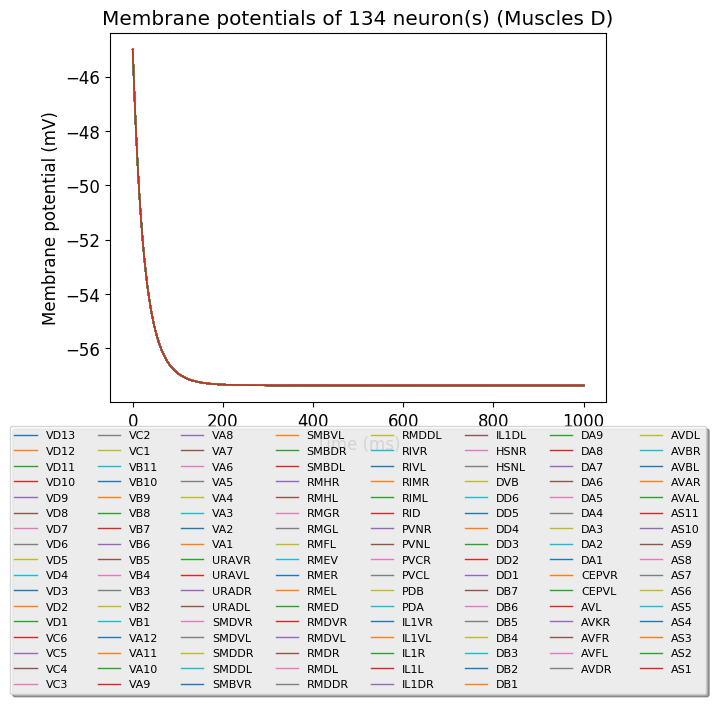 Membrane potentials of 134 neuron(s) (Muscles D)
Membrane potential (mV)
−46
−48
−50
−52
−54
−56
0 200 400 600 800 1000
Time (ms)
VD13 VC2 VA8 SMBVL RMDDL IL1DL DA9 AVDL
VD12 VC1 VA7 SMBDR RIVR HSNR DA8 AVBR
VD11 VB11 VA6 SMBDL RIVL HSNL DA7 AVBL
VD10 VB10 VA5 RMHR RIMR DVB DA6 AVAR
VD9 VB9 VA4 RMHL RIML DD6 DA5 AVAL
VD8 VB8 VA3 RMGR RID DD5 DA4 AS11
VD7 VB7 VA2 RMGL PVNR DD4 DA3 AS10
VD6 VB6 VA1 RMFL PVNL DD3 DA2 AS9
VD5 VB5 URAVR RMEV PVCR DD2 DA1 AS8
VD4 VB4 URAVL RMER PVCL DD1 CEPVR AS7
VD3 VB3 URADR RMEL PDB DB7 CEPVL AS6
VD2 VB2 URADL RMED PDA DB6 AVL AS5
VD1 VB1 SMDVR RMDVR IL1VR DB5 AVKR AS4
VC6 VA12 SMDVL RMDVL IL1VL DB4 AVFR AS3
VC5 VA11 SMDDR RMDR IL1R DB3 AVFL AS2
VC4 VA10 SMDDL RMDL IL1L DB2 AVDR AS1
VC3 VA9 SMBVR RMDDR IL1DR DB1